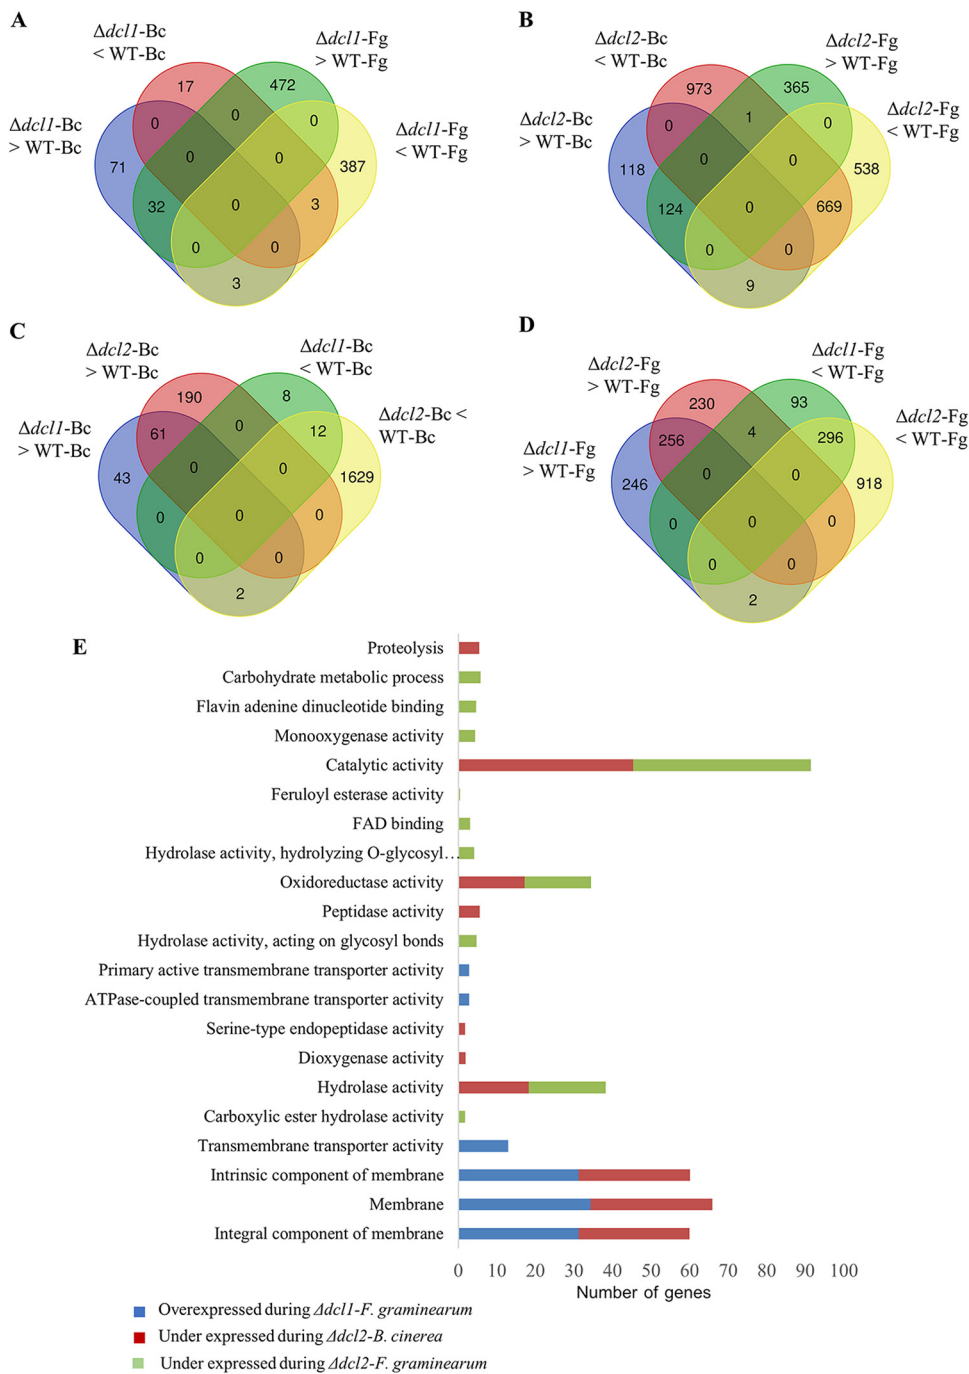 A
Δdcl1-Bc
< WT-Bc
Δdcl1-Fg
> WT-Fg
Δdcl1-Bc
> WT-Bc
Δdcl1-Fg
< WT-Fg
17
472
0
0
0
71
0
0
387
32
0
3
0
0
3
B
Δdcl2-Bc
< WT-Bc
Δdcl2-Fg
> WT-Fg
Δdcl2-Bc
> WT-Bc
Δdcl2-Fg
< WT-Fg
973
365
0
1
0
118
0
0
538
124
0
669
0
0
9
C
Δdcl2-Bc
> WT-Bc
Δdcl1-Bc
< WT-Bc
Δdcl1-Bc
> WT-Bc
Δdcl2-Bc <
WT-Bc
190
8
61
0
12
43
0
0
1629
0
0
0
0
0
2
D
Δdcl2-Fg
> WT-Fg
Δdcl1-Fg
< WT-Fg
Δdcl1-Fg
> WT-Fg
Δdcl2-Fg
< WT-Fg
230
93
256
4
296
246
0
0
918
0
0
0
0
0
2
E
Proteolysis
Carbohydrate metabolic process
Flavin adenine dinucleotide binding
Monooxygenase activity
Catalytic activity
Feruloyl esterase activity
FAD binding
Hydrolase activity, hydrolyzing O-glycosyl…
Oxidoreductase activity
Peptidase activity
Hydrolase activity, acting on glycosyl bonds
Primary active transmembrane transporter activity
ATPase-coupled transmembrane transporter activity
Serine-type endopeptidase activity
Dioxygenase activity
Hydrolase activity
Carboxylic ester hydrolase activity
Transmembrane transporter activity
Intrinsic component of membrane
Membrane
Integral component of membrane
0 10 20 30 40 50 60 70 80 90 100
Number of genes
Overexpressed during Δdcl1-F. graminearum
Under expressed during Δdcl2-B. cinerea
Under expressed during Δdcl2-F. graminearum